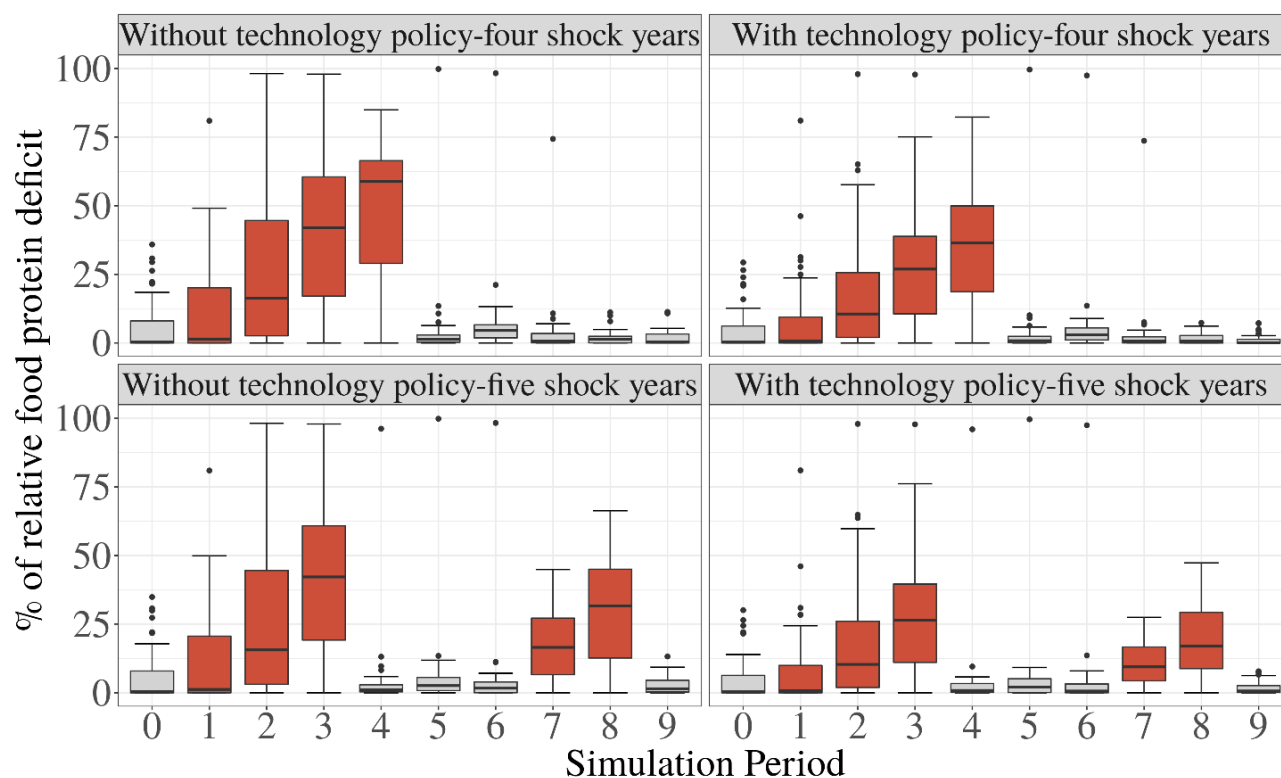 Without technology policy-four shock years
With technology policy-four shock years
100
75
50
25
0
Without technology policy-five shock years
With technology policy-five shock years
100
75
50
25
0
% of relative food protein deficit
0 1 2 3 4 5 6 7 8 9
0 1 2 3 4 5 6 7 8 9
Simulation Period